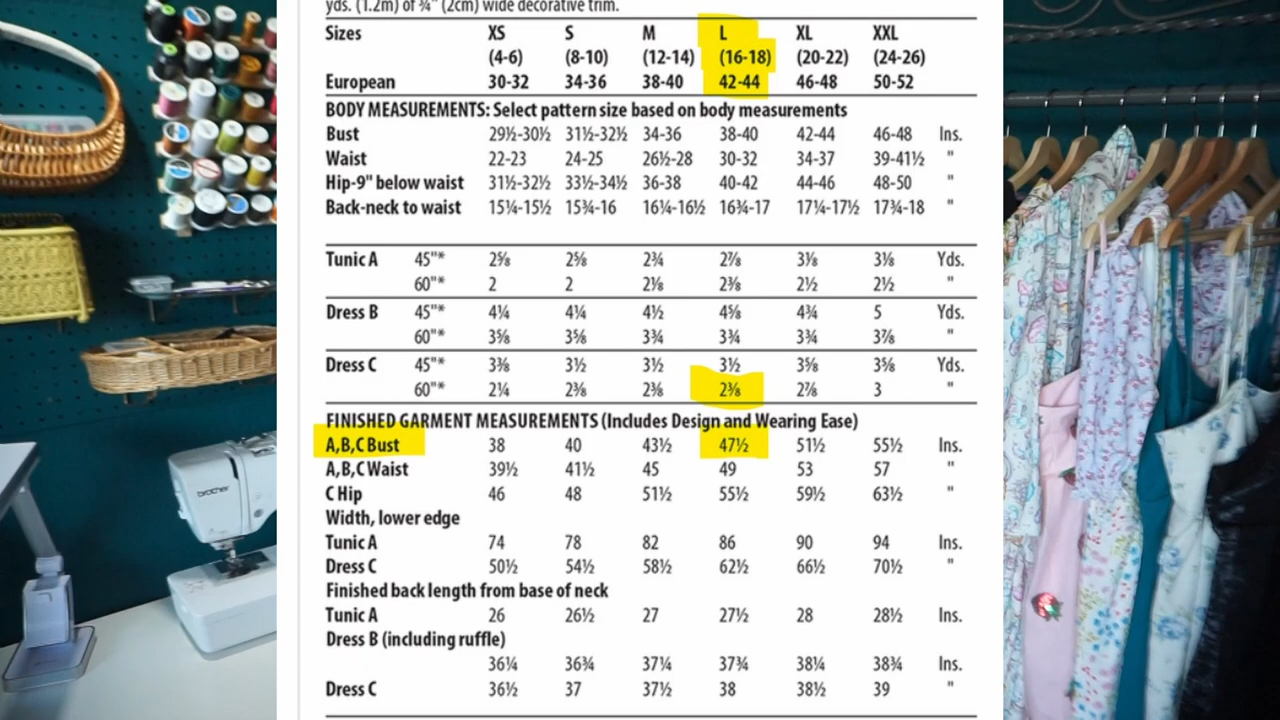 yds. (1.2m) of ¾" (2cm) wide decorative trim.
Sizes XS S M L XL XXL
(4-6) (8-10) (12-14) (16-18) (20-22) (24-26)
European 30-32 34-36 38-40 42-44 46-48 50-52
BODY MEASUREMENTS: Select pattern size based on body measurements
Bust 29½-30½ 31½-32½ 34-36 38-40 42-44 46-48 Ins.
Waist 22-23 24-25 26½-28 30-32 34-37 39-41½ "
Hip-9" below waist 31½-32½ 33½-34½ 36-38 40-42 44-46 48-50 "
Back-neck to waist 15¼-15½ 15¾-16 16¼-16½ 16¾-17 17¼-17½ 17¾-18 "
Tunic A 45"* 2⅝ 2⅝ 2¾ 2⅞ 3⅛ 3⅛ Yds.
60"* 2 2 2⅛ 2⅜ 2½ 2½ "
Dress B 45"* 4¼ 4¼ 4½ 4⅝ 4¾ 5 Yds.
60"* 3⅝ 3⅝ 3¾ 3¾ 3¾ 3⅞ "
Dress C 45"* 3⅜ 3½ 3½ 3½ 3⅝ 3⅝ Yds.
60"* 2¼ 2⅜ 2⅜ 2⅜ 2⅞ 3 "
FINISHED GARMENT MEASUREMENTS (Includes Design and Wearing Ease)
A,B,C Bust 38 40 43½ 47½ 51½ 55½ Ins.
A,B,C Waist 39½ 41½ 45 49 53 57 "
C Hip 46 48 51½ 55½ 59½ 63½ "
Width, lower edge
Tunic A 74 78 82 86 90 94 Ins.
Dress C 50½ 54½ 58½ 62½ 66½ 70½ "
Finished back length from base of neck
Tunic A 26 26½ 27 27½ 28 28½ Ins.
Dress B (including ruffle)
36¼ 36¾ 37¼ 37¾ 38¼ 38¾ Ins.
Dress C 36½ 37 37½ 38 38½ 39 "
brother